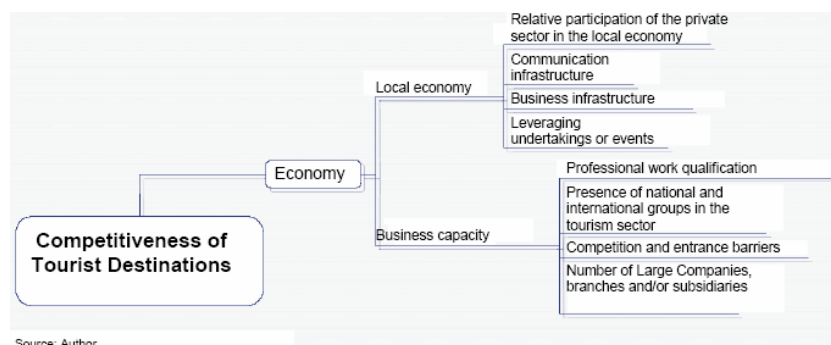 Relative participation of the private
sector in the local economy
Communication
infrastructure
Local economy
Business infrastructure
Leveraging
undertakings or events
Economy
Professional work qualification
Presence of national and
international groups in the
tourism sector
Business capacity
Competition and entrance barriers
Competitiveness of
Tourist Destinations
Number of Large Companies,
branches and/or subsidiaries
Source: Author